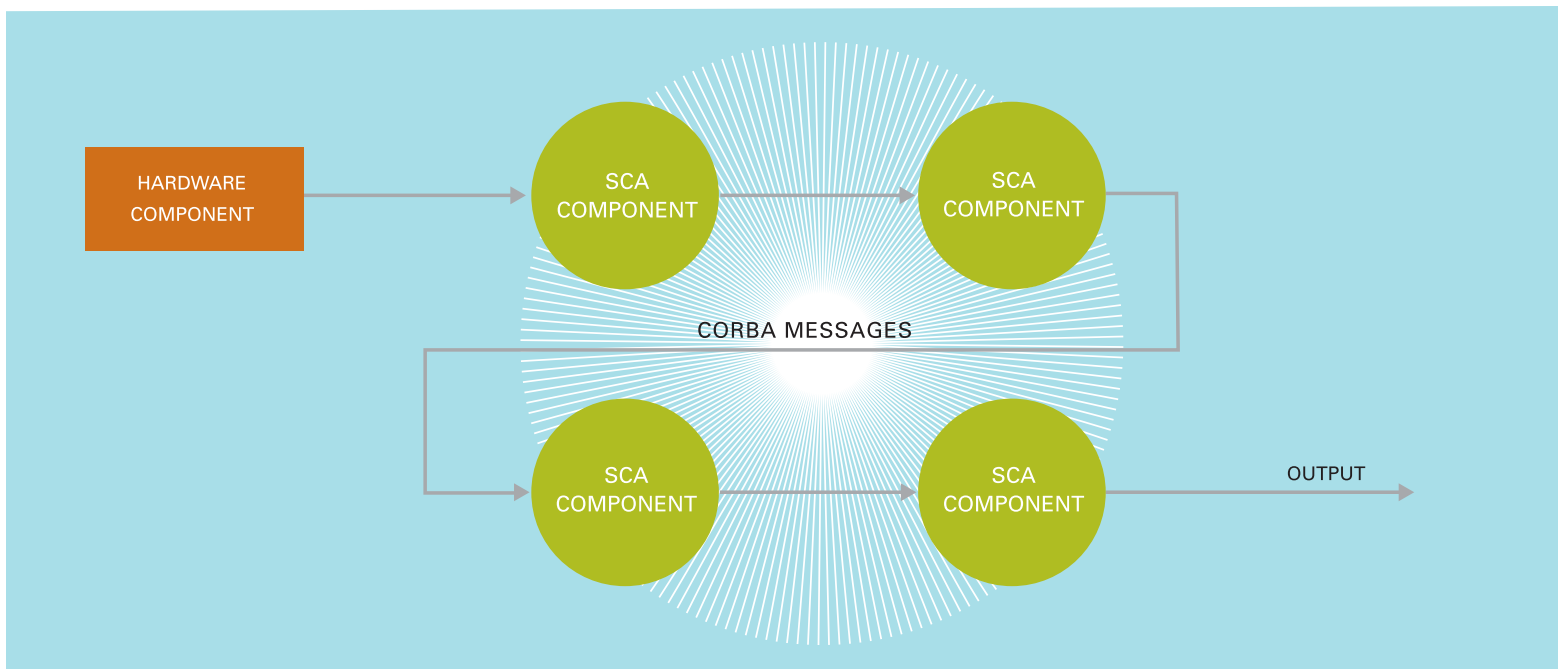 HARDWARE
COMPONENT
SCA
COMPONENT
SCA
COMPONENT
CORBA MESSAGES
SCA
COMPONENT
SCA
COMPONENT
OUTPUT